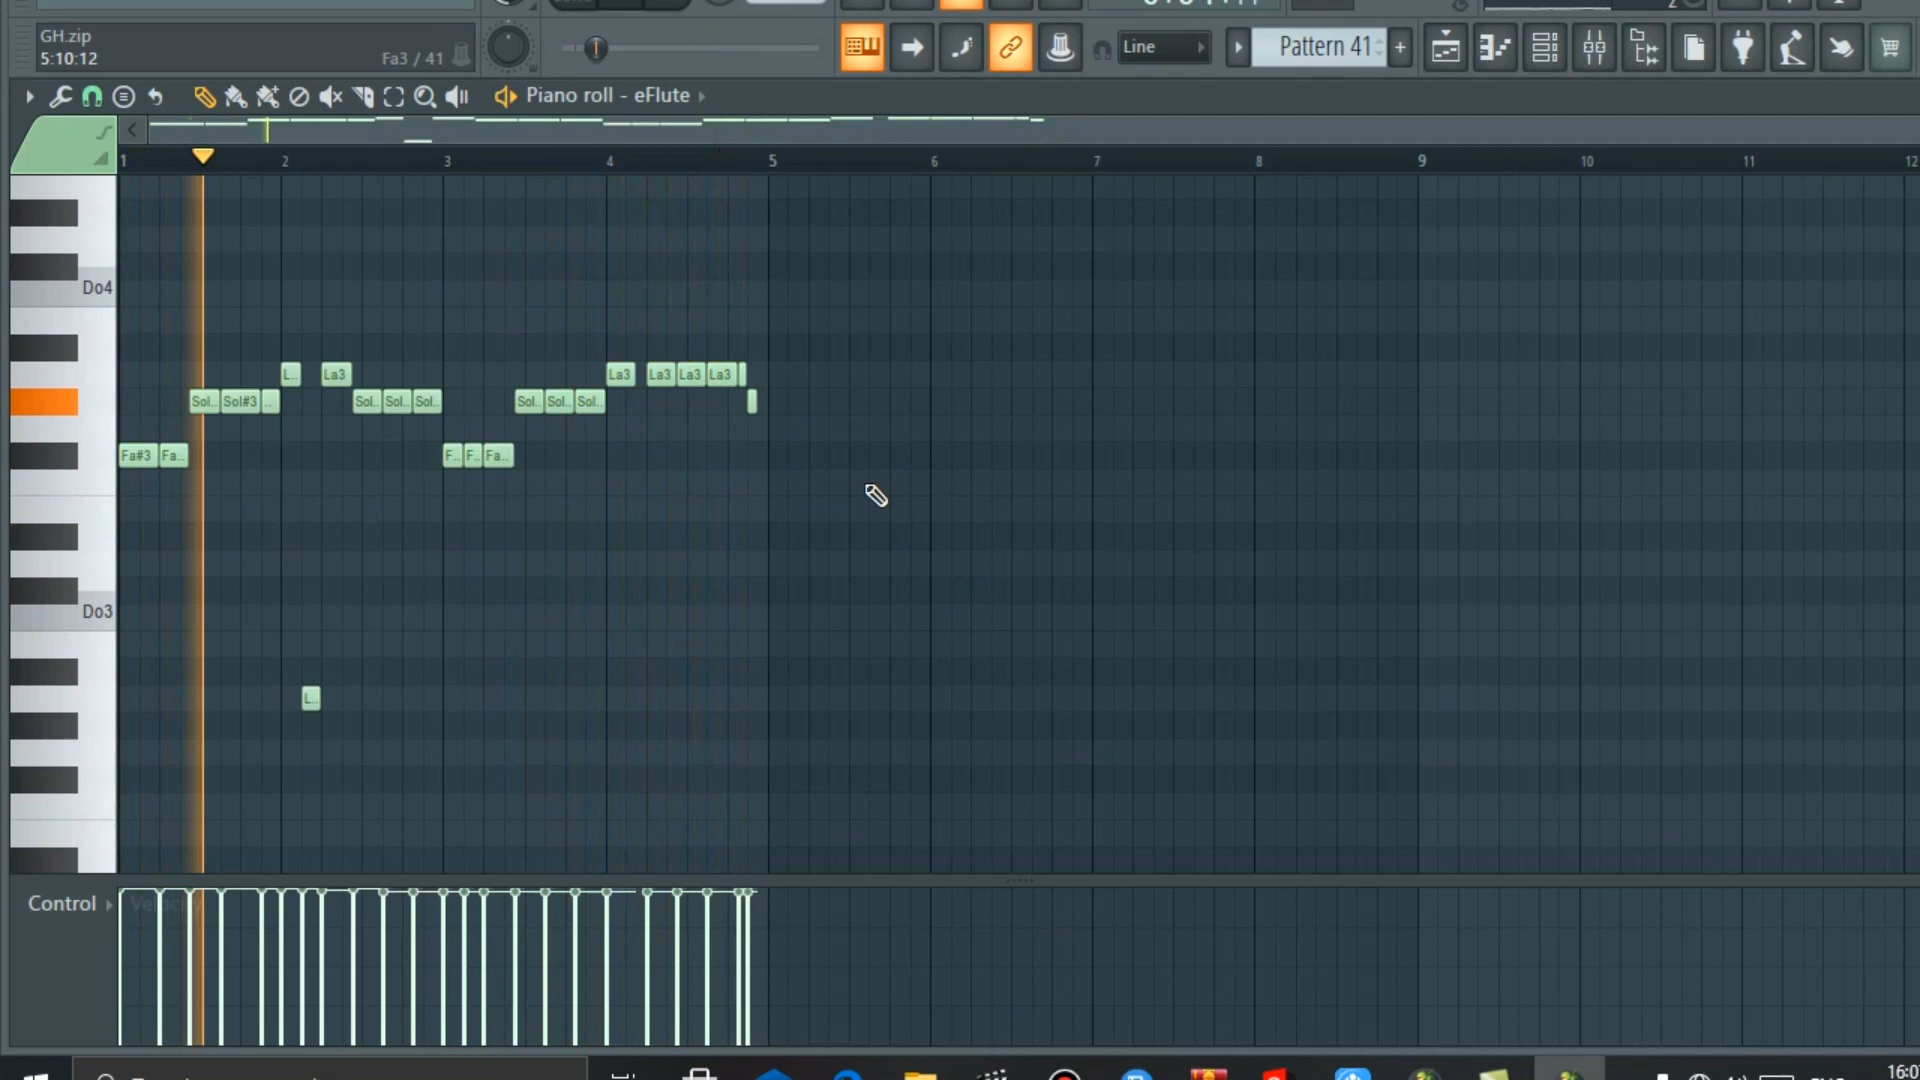 GH.zip
5:10:12 Fa3 / 41
Line Pattern 41 +
Piano roll - eFlute
1 2 3 4 5 6 7 8 9 10 11 12
Do4
L.. La3 La3 La3 La3 La3
Sol.. Sol#3 .. Sol.. Sol.. Sol.. Sol.. Sol.. Sol..
Fa#3 Fa.. F.. F.. Fa..
Do3
L..
Control Velocity